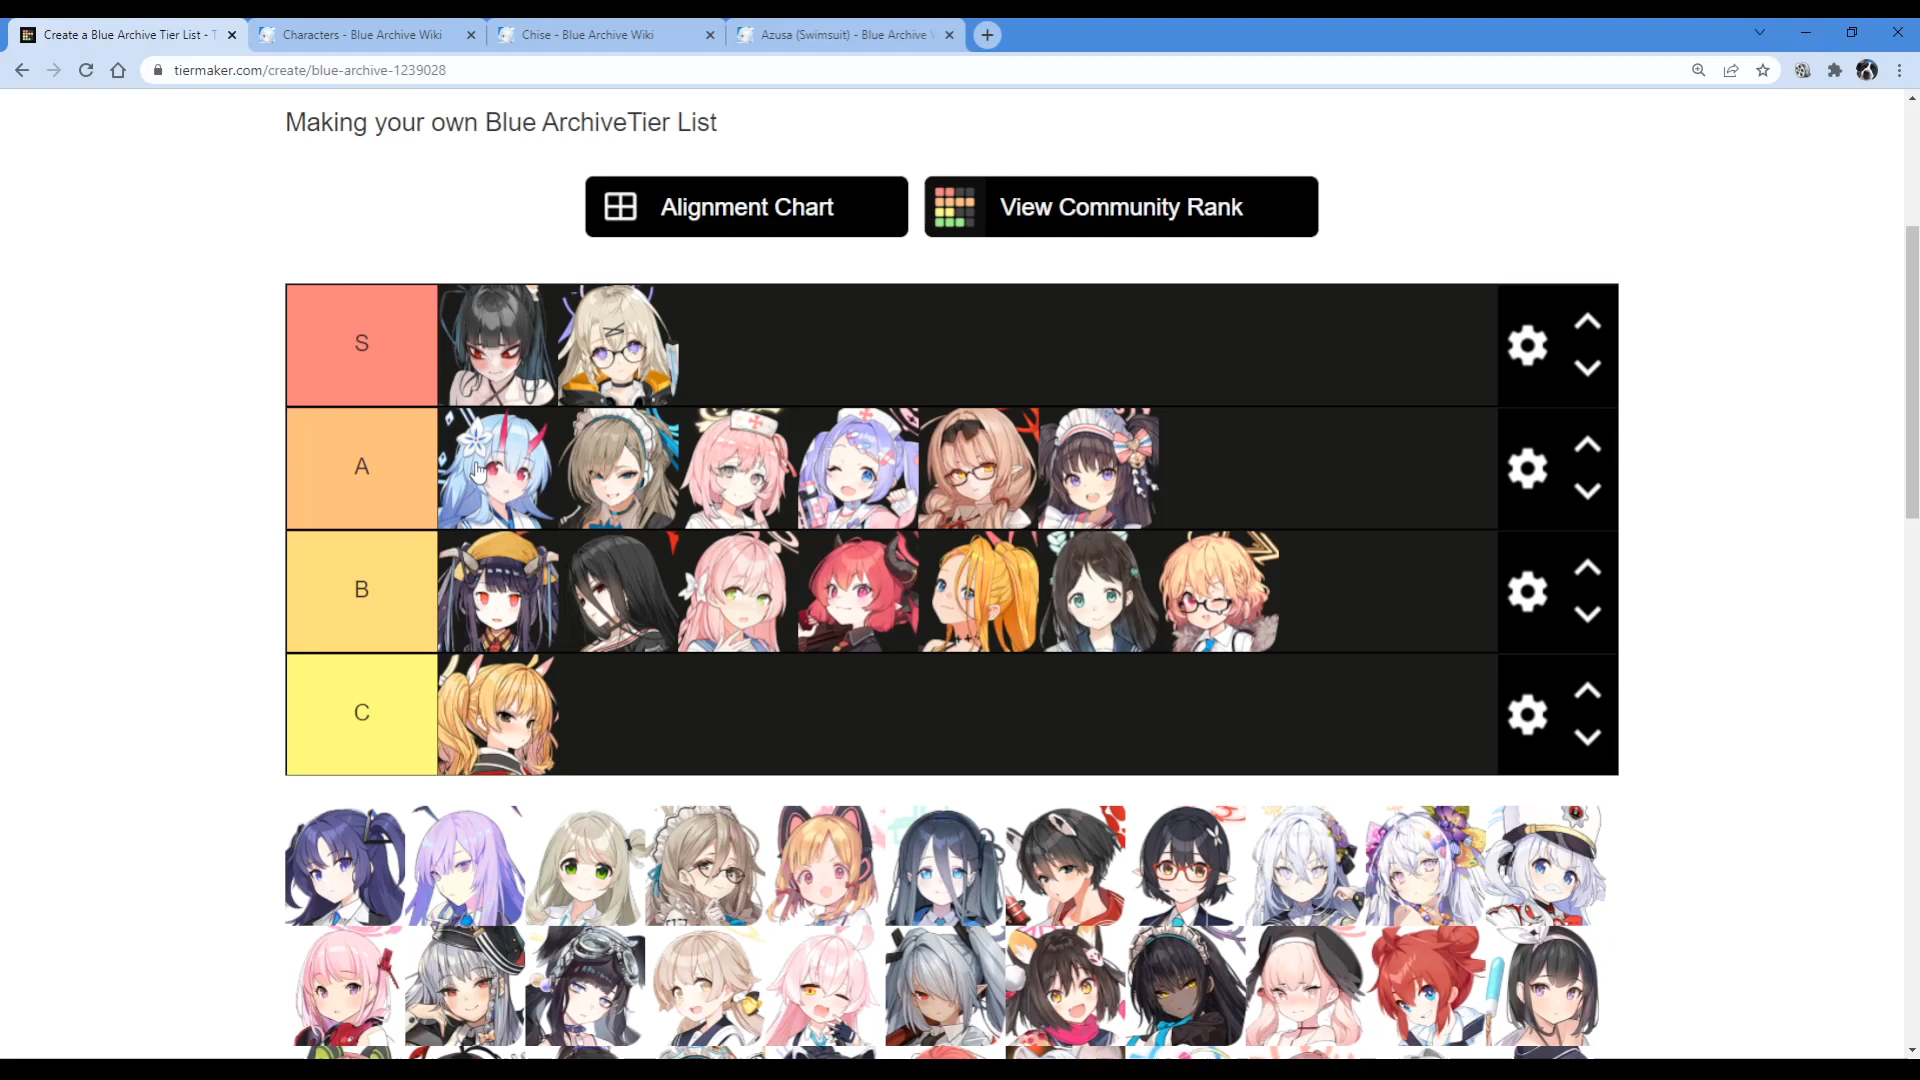 Create a Blue Archive Tier List - T
Characters - Blue Archive Wiki
Chise - Blue Archive Wiki
Azusa (Swimsuit) - Blue Archive
tiermaker.com/create/blue-archive-1239028
Making your own Blue ArchiveTier List
Alignment Chart
View Community Rank
S
A
B
C